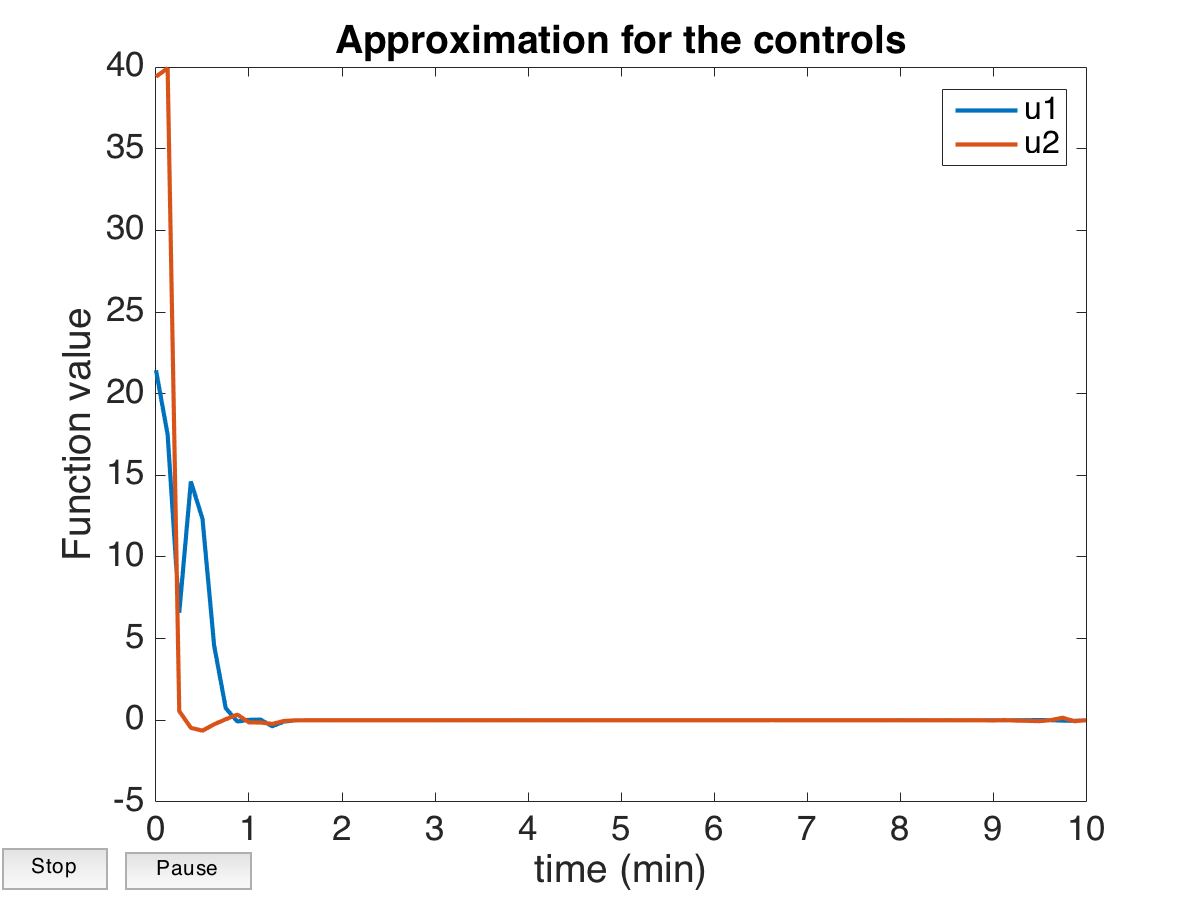 Approximation for the controls
40
35
30
25
20
15
10
5
0
-5
Function value
u1
u2
0 1 2 3 4 5 6 7 8 9 10
time (min)
Stop Pause